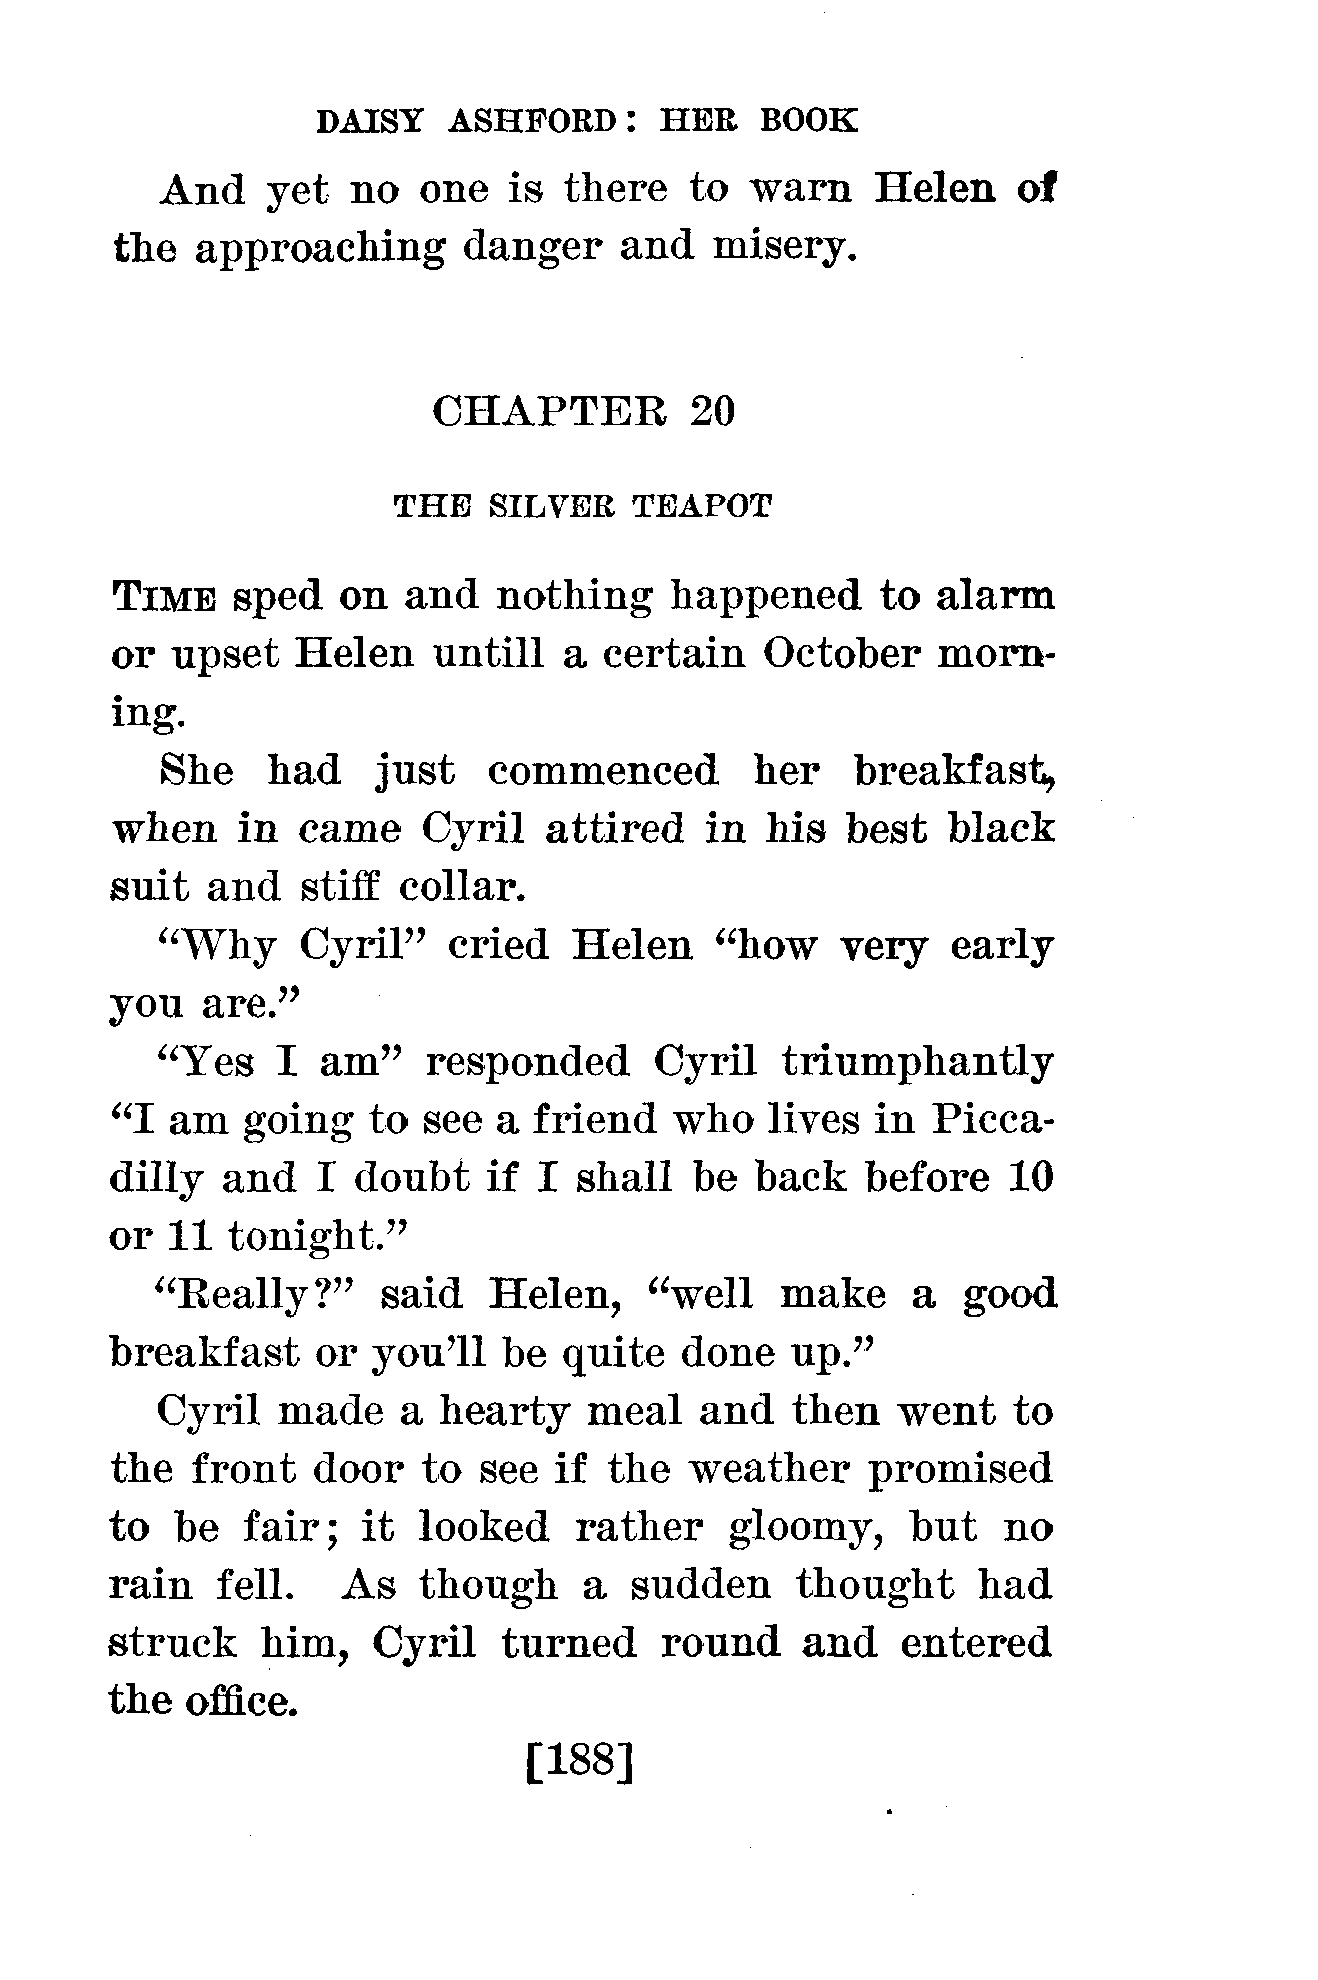 DAISY ASHFORD: HER BOOK
And yet no one is there to warn Helen of
the approaching danger and misery.
CHAPTER 20
THE SILVER TEAPOT
TIME sped on and nothing happened to alarm
or upset Helen untill a certain October morn-
ing.
She had just commenced her breakfast,
when in came Cyril attired in his best black
suit and stiff collar.
“Why Cyril” cried Helen “how very early
you are.”
“Yes I am” responded Cyril triumphantly
“I am going to see a friend who lives in Picca-
dilly and I doubt if I shall be back before 10
or 11 tonight.”
“Really?” said Helen, “well make a good
breakfast or you’ll be quite done up.”
Cyril made a hearty meal and then went to
the front door to see if the weather promised
to be fair; it looked rather gloomy, but no
rain fell. As though a sudden thought had
struck him, Cyril turned round and entered
the office.
[188]